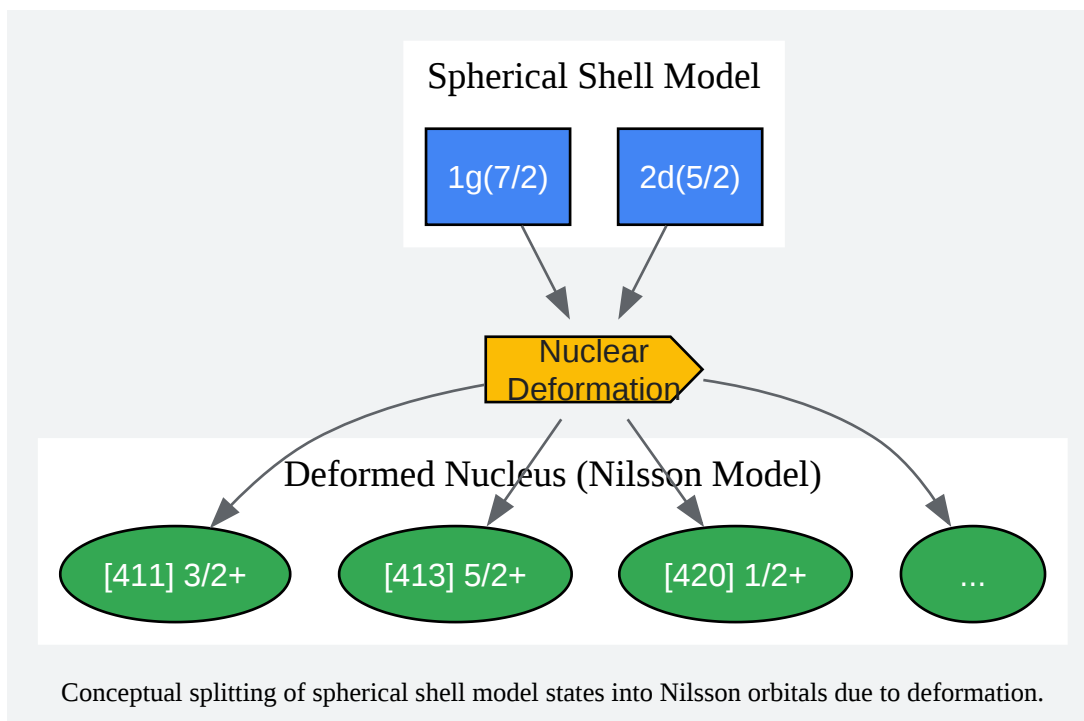 Spherical Shell Model
1g(7/2)
2d(5/2)
Nuclear
Deformation
Deformed Nucleus (Nilsson Model)
[411] 3/2+
[413] 5/2+
[420] 1/2+
...
Conceptual splitting of spherical shell model states into Nilsson orbitals due to deformation.